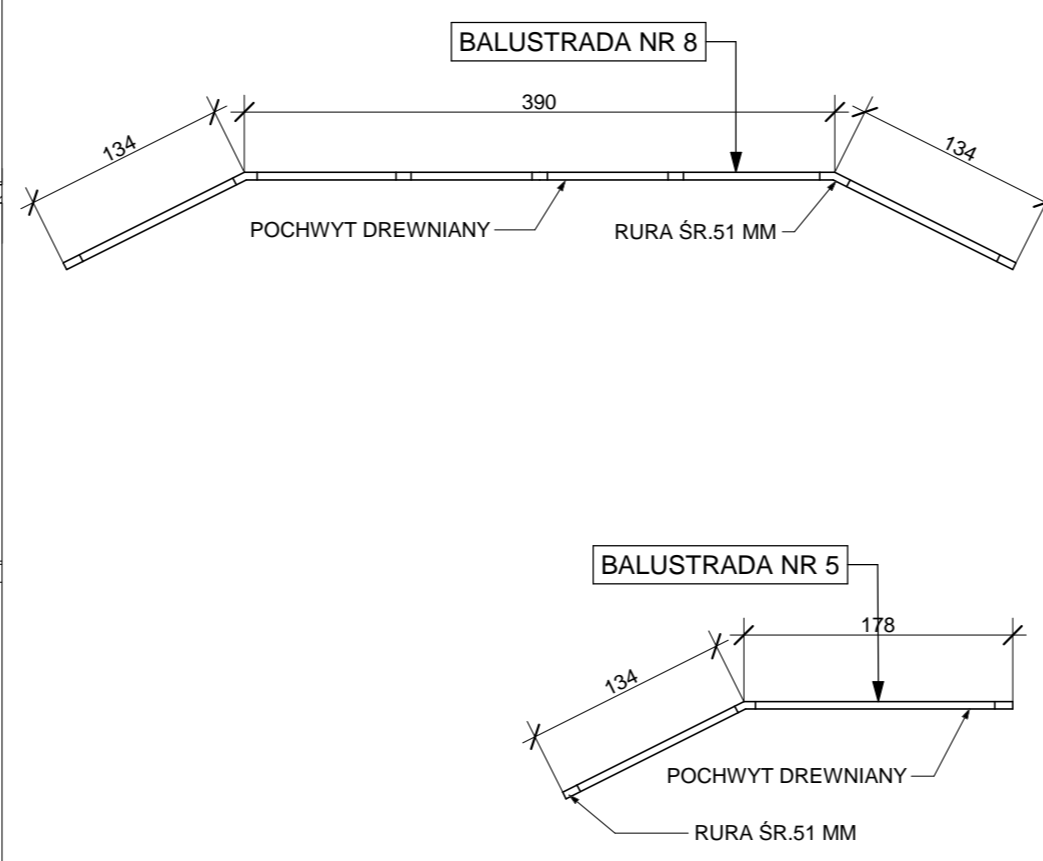 BALUSTRADA NR 8
390
134
134
POCHWYT DREWNIANY
RURA ŚR.51 MM
BALUSTRADA NR 5
178
134
POCHWYT DREWNIANY
RURA ŚR.51 MM